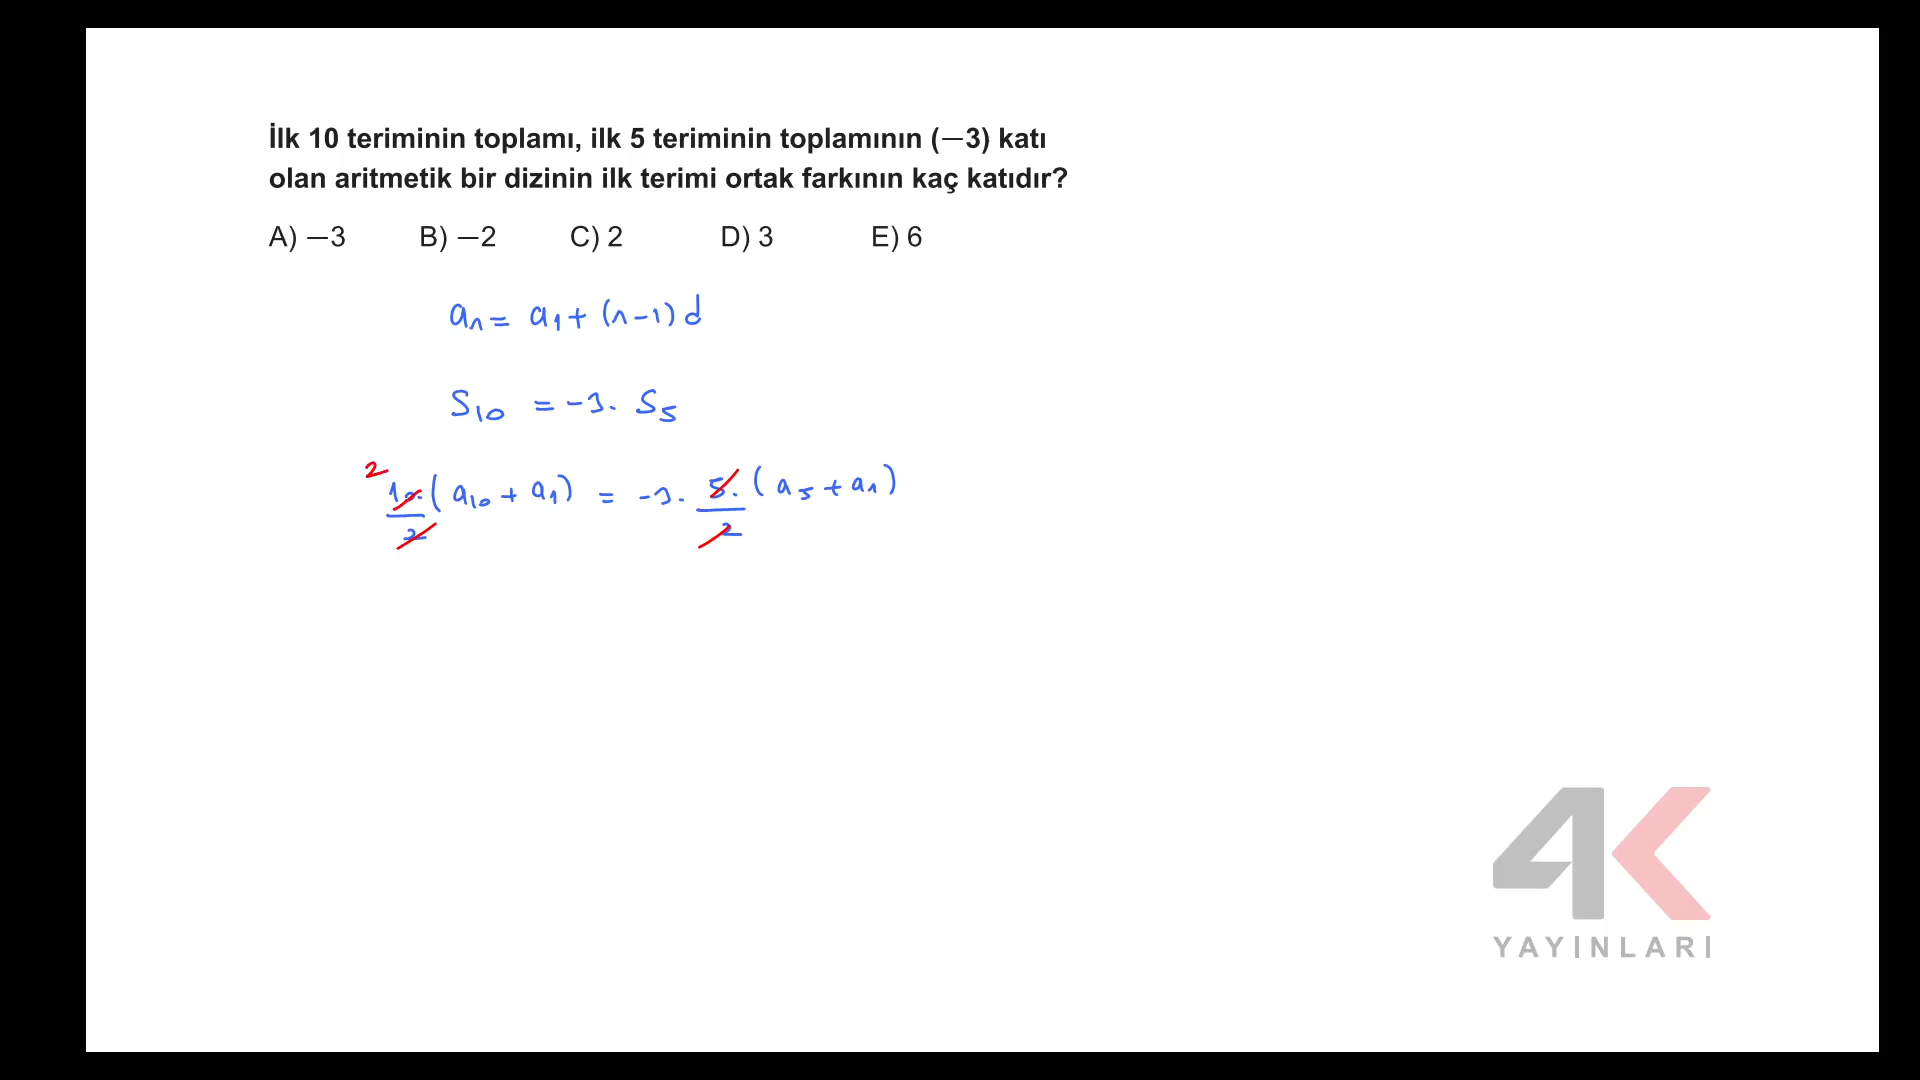 İlk 10 teriminin toplamı, ilk 5 teriminin toplamının (−3) katı
olan aritmetik bir dizinin ilk terimi ortak farkının kaç katıdır?
A) −3 B) −2 C) 2 D) 3 E) 6
aₙ = a₁ + (n−1) d
S₁₀ = −3. S₅
2
10/2 . (a₁₀ + a₁) = −3. 5/2 . (a₅ + a₁)
4K
YAYINLARI